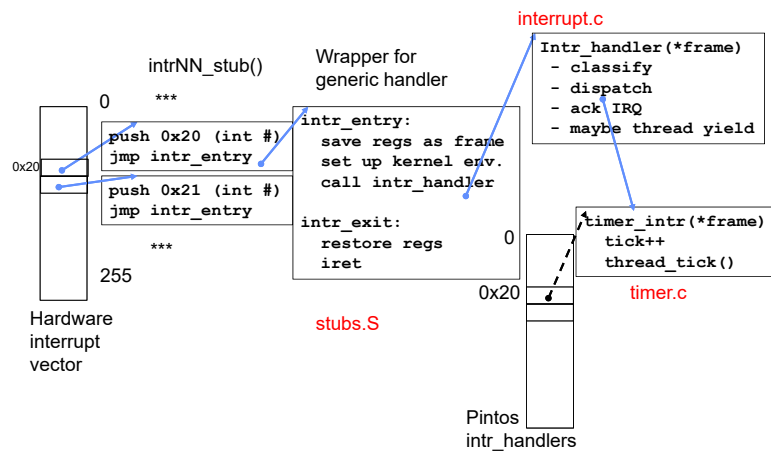 interrupt.c
Intr_handler(*frame)
- classify
- dispatch
- ack IRQ
- maybe thread yield
Wrapper for
generic handler
intrNN_stub()
0
***
push 0x20 (int #)
jmp intr_entry
0x20
push 0x21 (int #)
jmp intr_entry
***
255
Hardware
interrupt
vector
intr_entry:
save regs as frame
set up kernel env.
call intr_handler
intr_exit:
restore regs
iret
stubs.S
0
0x20
timer_intr(*frame)
tick++
thread_tick()
timer.c
Pintos
intr_handlers